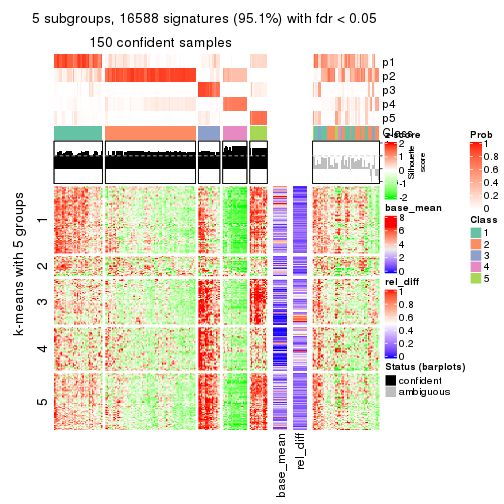 5 subgroups, 16588 signatures (95.1%) with fdr < 0.05
150 confident samples
p1
p2
p3
p4
p5
Class
k-means with 5 groups
1
2
3
4
5
base_mean
rel_diff
z-score
2
1
0
-1
-2
Silhouette
score
base_mean
8
6
4
2
0
rel_diff
1
0.8
0.6
0.4
0.2
0
Status (barplots)
confident
ambiguous
Prob
1
0.8
0.6
0.4
0.2
0
Class
1
2
3
4
5